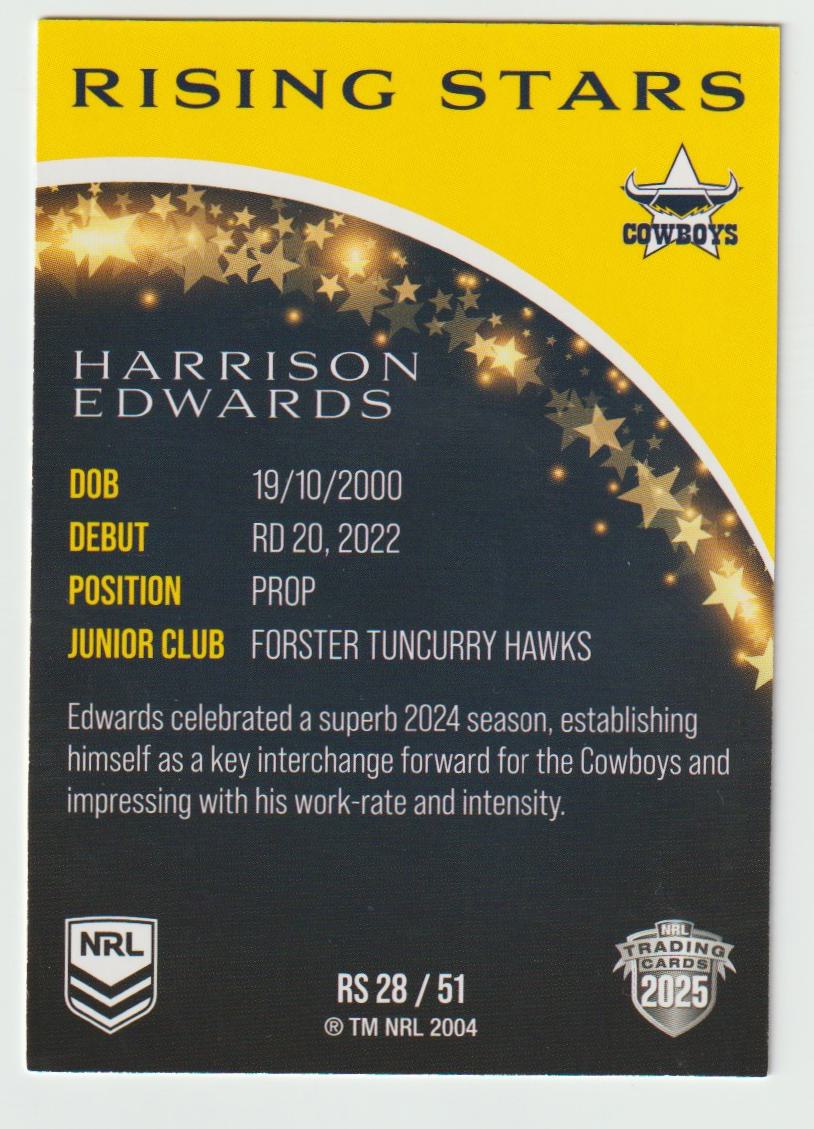 RISING STARS
COWBOYS
HARRISON
EDWARDS
DOB 19/10/2000
DEBUT RD 20, 2022
POSITION PROP
JUNIOR CLUB FORSTER TUNCURRY HAWKS
Edwards celebrated a superb 2024 season, establishing
himself as a key interchange forward for the Cowboys and
impressing with his work-rate and intensity.
NRL
RS 28 / 51
® TM NRL 2004
NRL
TRADING
CARDS
2025